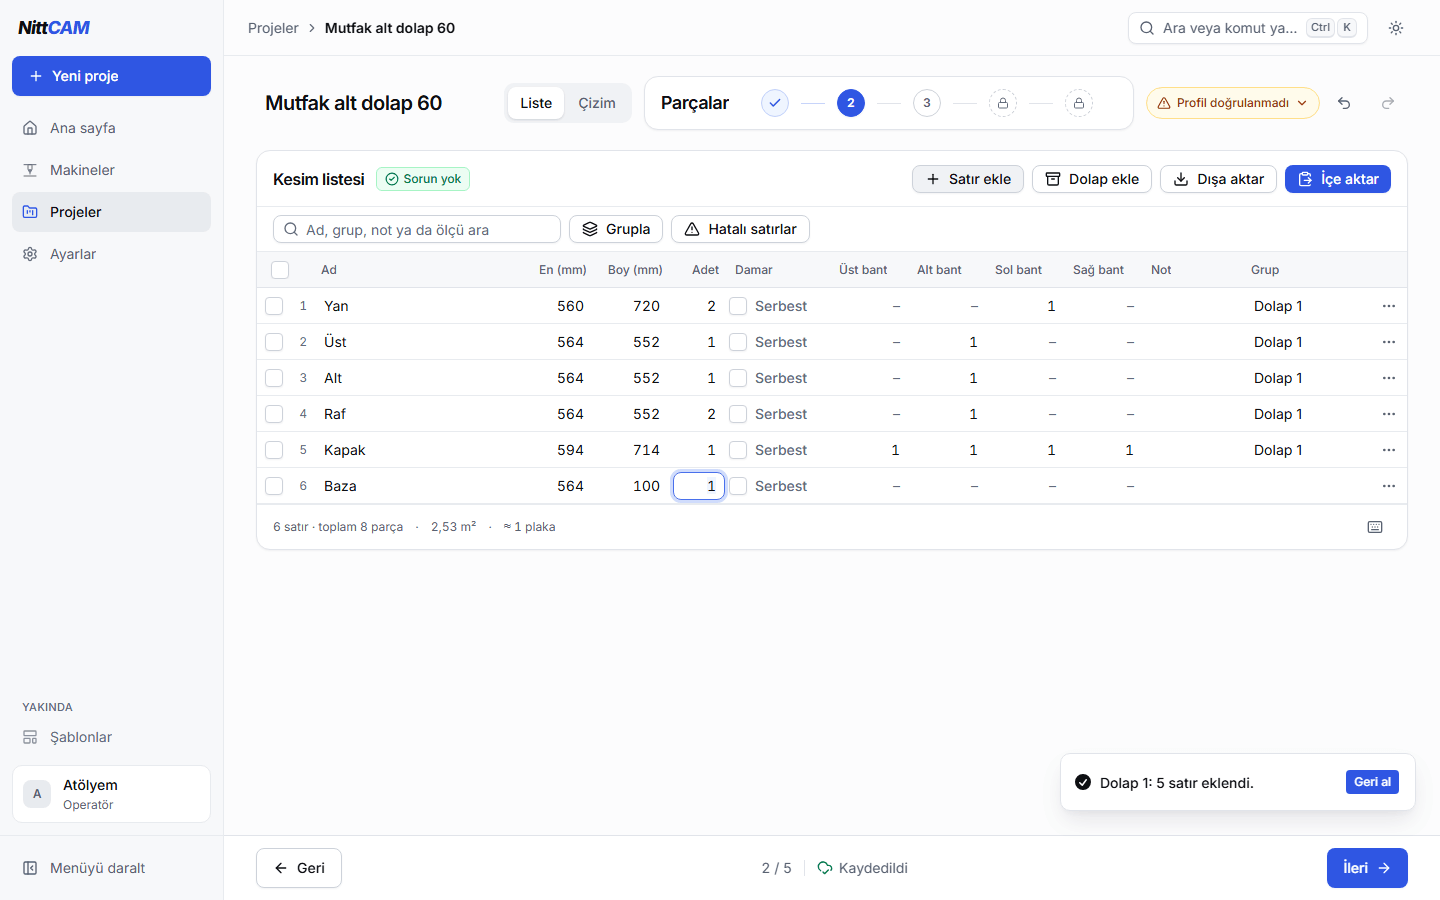 NittCAM
Projeler > Mutfak alt dolap 60
Ara veya komut ya... Ctrl K
Yeni proje
Ana sayfa
Makineler
Projeler
Ayarlar
Mutfak alt dolap 60
Liste Çizim
Parçalar 2 3
Profil doğrulanmadı
Kesim listesi Sorun yok
Satır ekle Dolap ekle Dışa aktar İçe aktar
Ad, grup, not ya da ölçü ara Grupla Hatalı satırlar
Ad En (mm) Boy (mm) Adet Damar Üst bant Alt bant Sol bant Sağ bant Not Grup
1 Yan 560 720 2 Serbest – – 1 – Dolap 1
2 Üst 564 552 1 Serbest – 1 – – Dolap 1
3 Alt 564 552 1 Serbest – 1 – – Dolap 1
4 Raf 564 552 2 Serbest – 1 – – Dolap 1
5 Kapak 594 714 1 Serbest 1 1 1 1 Dolap 1
6 Baza 564 100 1 Serbest – – – –
6 satır · toplam 8 parça · 2,53 m² · ≈ 1 plaka
YAKINDA
Şablonlar
A Atölyem
Operatör
Menüyü daralt
Dolap 1: 5 satır eklendi. Geri al
Geri 2 / 5 Kaydedildi İleri